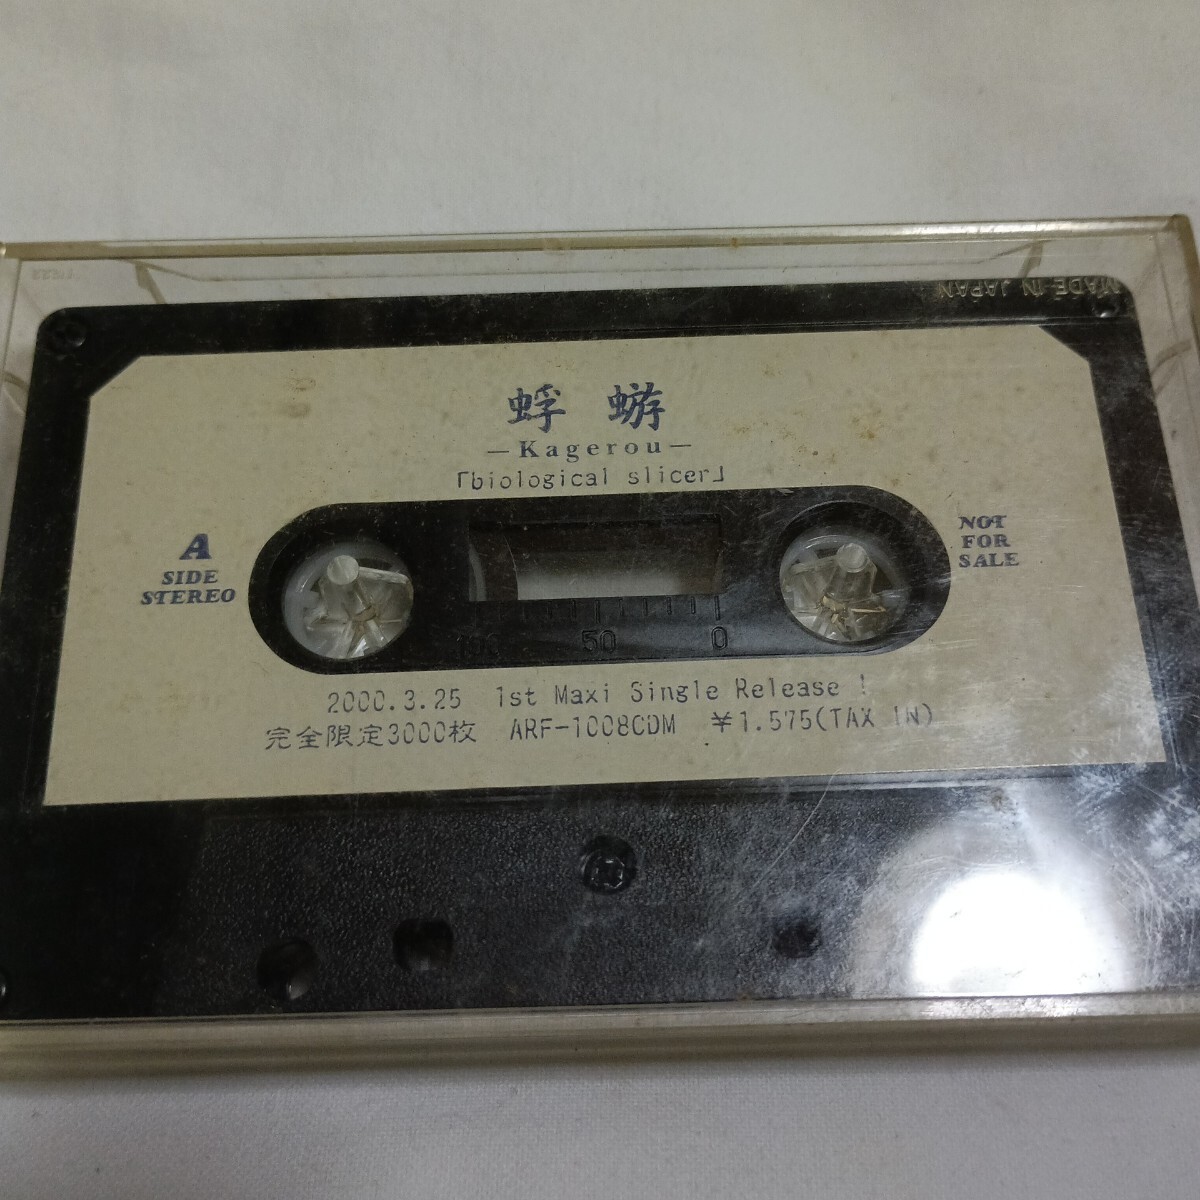 MADE IN JAPAN
蜉蝣
—Kagerou—
「biological slicer」
A
SIDE
STEREO
NOT
FOR
SALE
100 50 0
2000.3.25 1st Maxi Single Release !
完全限定3000枚 ARF-1008CDM ¥1.575(TAX IN)